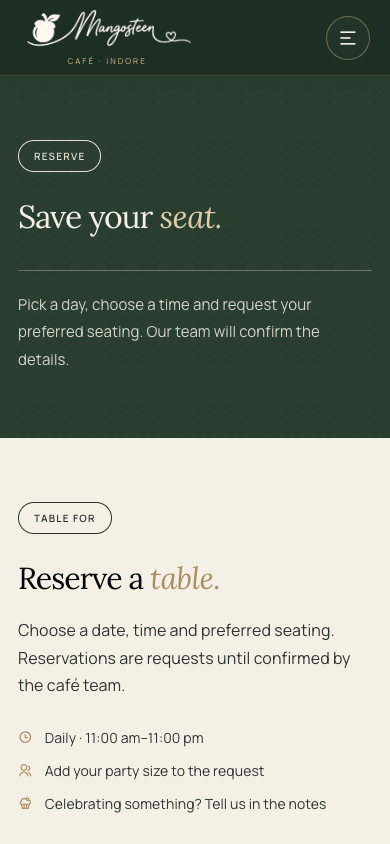 Mangosteen
CAFÉ · INDORE
RESERVE
Save your seat.
Pick a day, choose a time and request your
preferred seating. Our team will confirm the
details.
TABLE FOR
Reserve a table.
Choose a date, time and preferred seating.
Reservations are requests until confirmed by
the café team.
Daily · 11:00 am–11:00 pm
Add your party size to the request
Celebrating something? Tell us in the notes